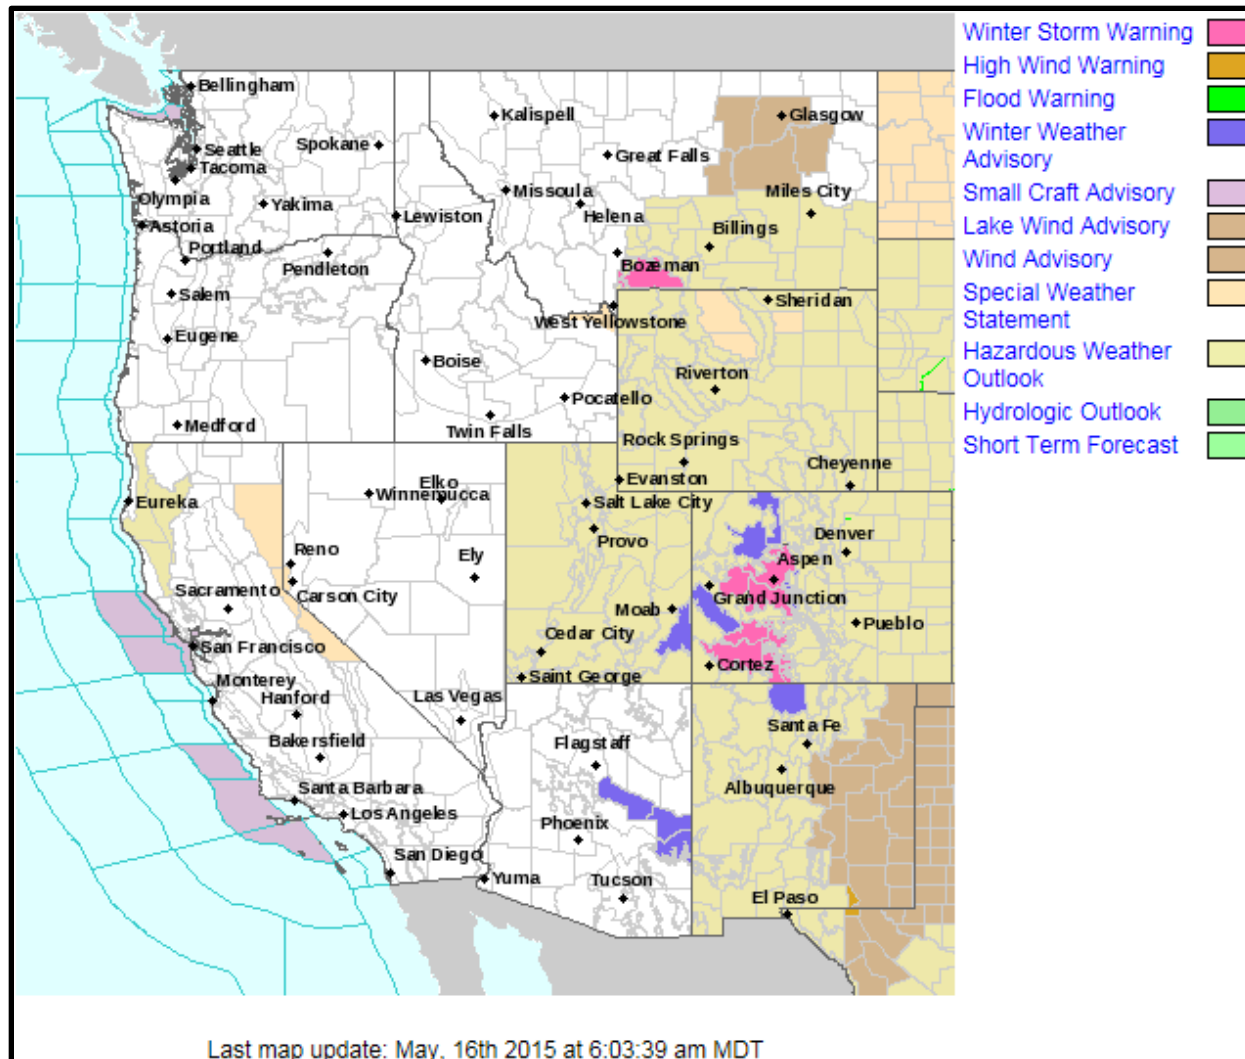 Bellingham
Kalispell
Glasgow
Spokane
Seattle
Great Falls
Tacoma
Missoula
Miles City
Olympia
Yakima
Helena
Lewiston
Astoria
Billings
Portland
Pendleton
Bozeman
Salem
Sheridan
West Yellowstone
Eugene
Boise
Riverton
Pocatello
Medford
Twin Falls
Rock Springs
Cheyenne
Evanston
Elko
Eureka
Winnemucca
Salt Lake City
Provo
Denver
Reno
Ely
Aspen
Sacramento
Carson City
Grand Junction
Moab
Pueblo
San Francisco
Cedar City
Cortez
Saint George
Monterey
Hanford
Las Vegas
Santa Fe
Flagstaff
Bakersfield
Santa Barbara
Albuquerque
Los Angeles
Phoenix
San Diego
Yuma
Tucson
El Paso
Winter Storm Warning
High Wind Warning
Flood Warning
Winter Weather
Advisory
Small Craft Advisory
Lake Wind Advisory
Wind Advisory
Special Weather
Statement
Hazardous Weather
Outlook
Hydrologic Outlook
Short Term Forecast
Last map update: May, 16th 2015 at 6:03:39 am MDT